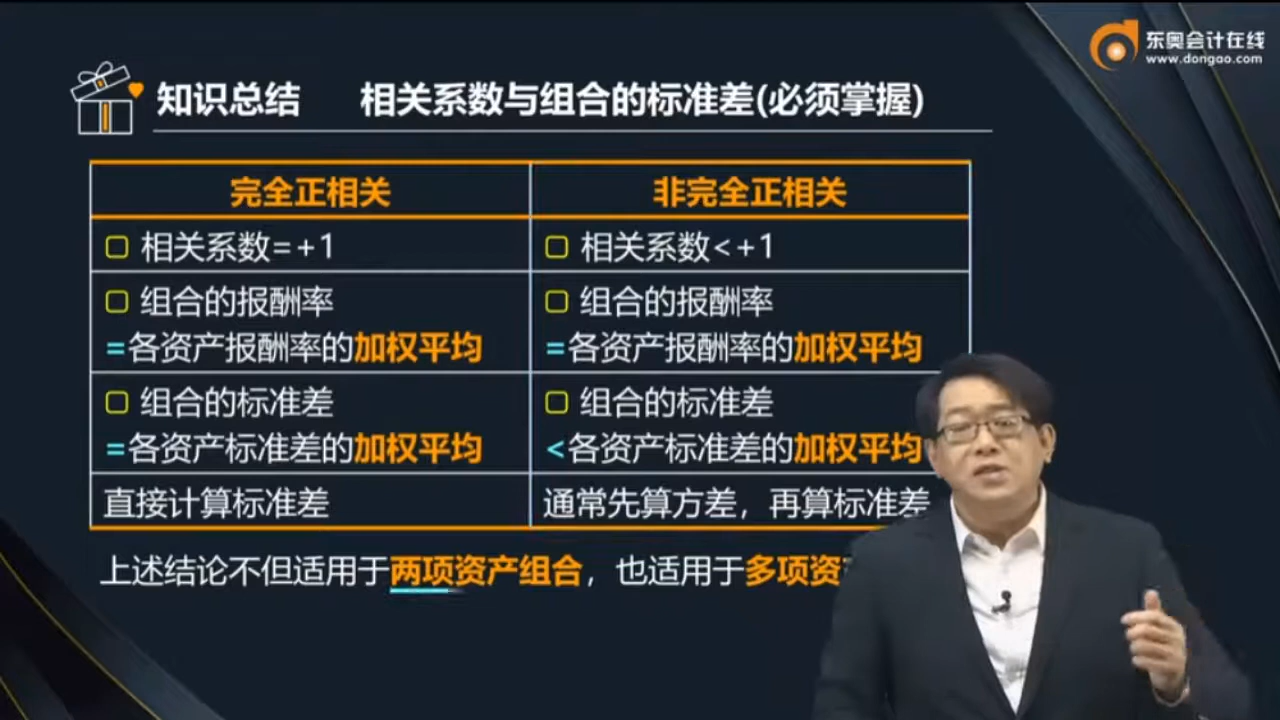 东奥会计在线
www.dongao.com
知识总结 相关系数与组合的标准差(必须掌握)
完全正相关
非完全正相关
相关系数=+1
相关系数<+1
组合的报酬率
=各资产报酬率的加权平均
组合的报酬率
=各资产报酬率的加权平均
组合的标准差
=各资产标准差的加权平均
组合的标准差
<各资产标准差的加权平均
直接计算标准差
通常先算方差，再算标准差
上述结论不但适用于两项资产组合，也适用于多项资